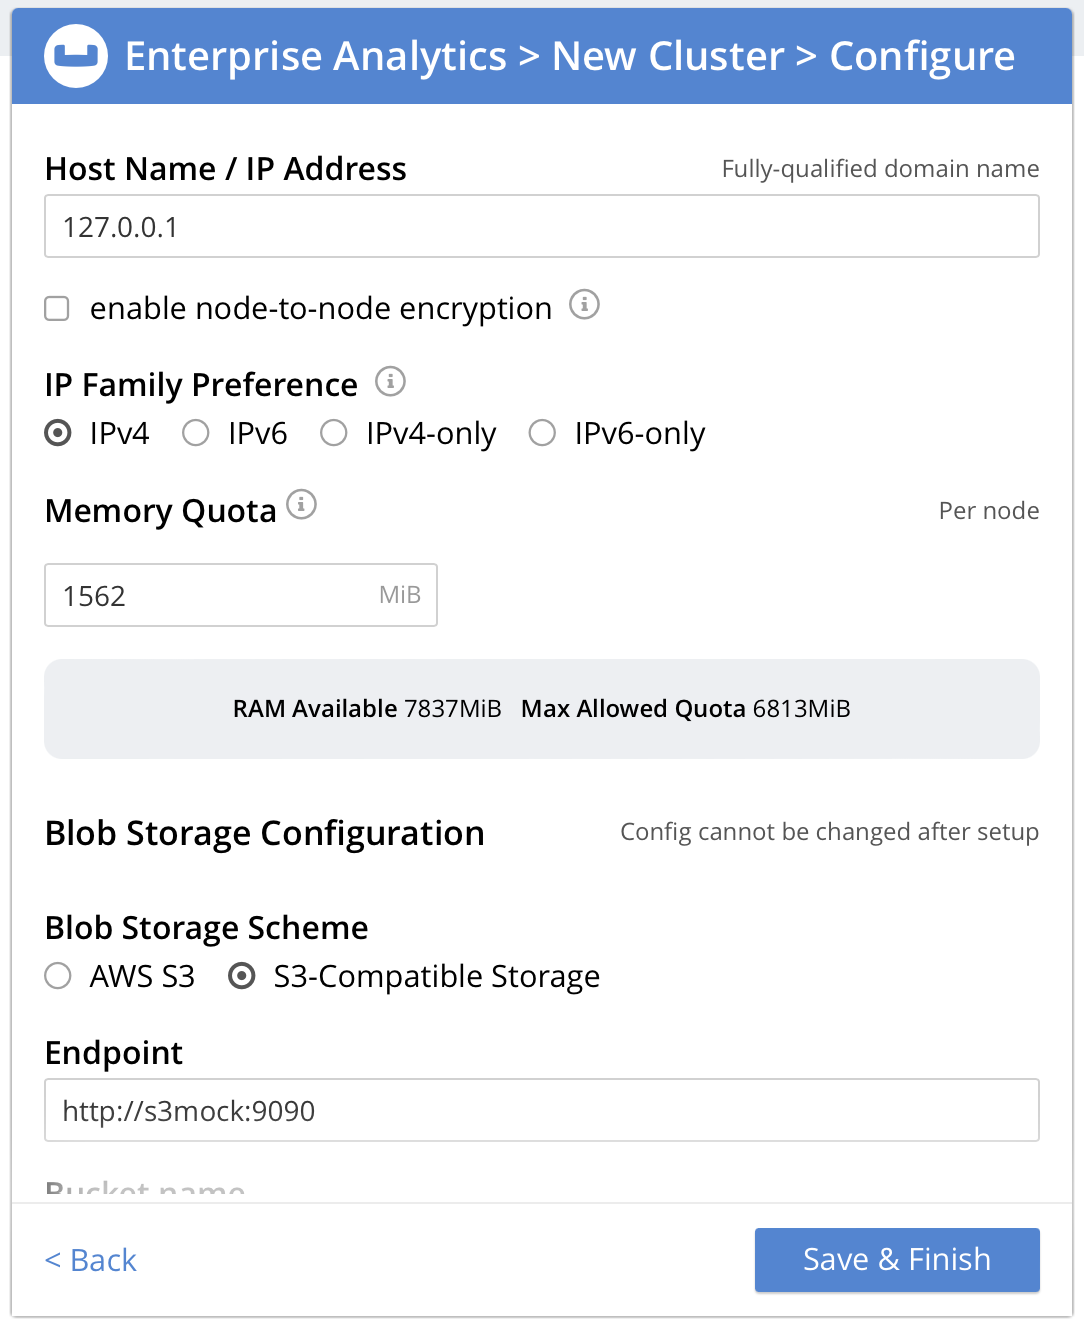 Enterprise Analytics > New Cluster > Configure
Host Name / IP Address Fully-qualified domain name
127.0.0.1
enable node-to-node encryption
IP Family Preference
IPv4 IPv6 IPv4-only IPv6-only
Memory Quota Per node
1562 MiB
RAM Available 7837MiB Max Allowed Quota 6813MiB
Blob Storage Configuration Config cannot be changed after setup
Blob Storage Scheme
AWS S3 S3-Compatible Storage
Endpoint
http://s3mock:9090
Bucket name
< Back Save & Finish